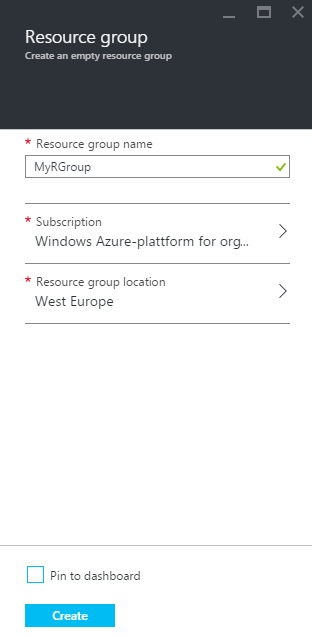 Resource group
Create an empty resource group
* Resource group name
MyRGroup
* Subscription
Windows Azure-plattform for org...
* Resource group location
West Europe
Pin to dashboard
Create